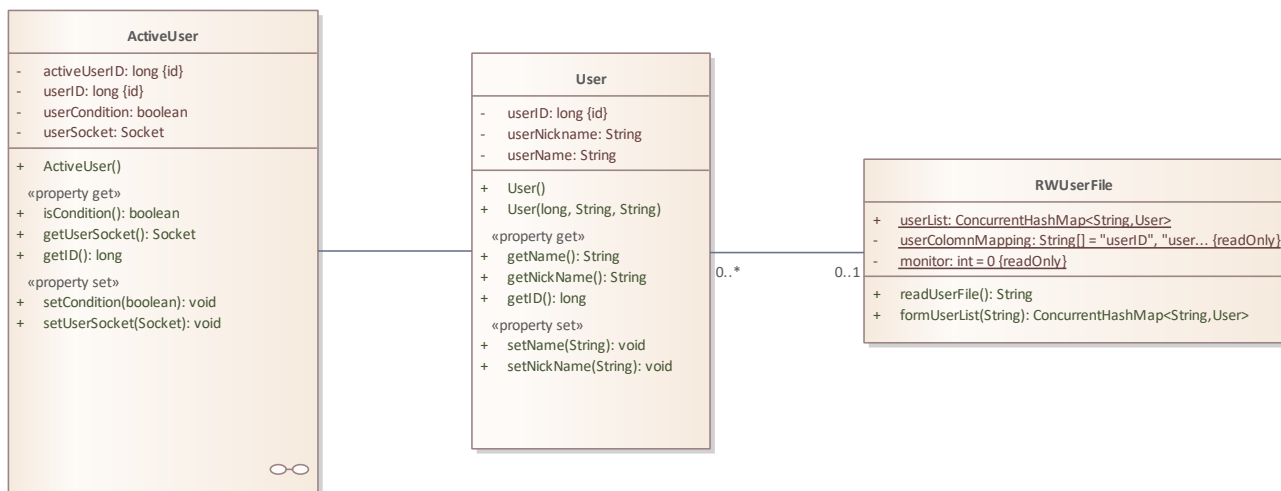 ActiveUser
- activeUserID: long {id}
- userID: long {id}
- userCondition: boolean
- userSocket: Socket
+ ActiveUser()
«property get»
+ isCondition(): boolean
+ getUserSocket(): Socket
+ getID(): long
«property set»
+ setCondition(boolean): void
+ setUserSocket(Socket): void
User
- userID: long {id}
- userNickname: String
- userName: String
+ User()
+ User(long, String, String)
«property get»
+ getName(): String
+ getNickName(): String
+ getID(): long
«property set»
+ setName(String): void
+ setNickName(String): void
0..*
0..1
RWUserFile
+ userList: ConcurrentHashMap<String,User>
- userColomnMapping: String[] = "userID", "user... {readOnly}
- monitor: int = 0 {readOnly}
+ readUserFile(): String
+ formUserList(String): ConcurrentHashMap<String,User>